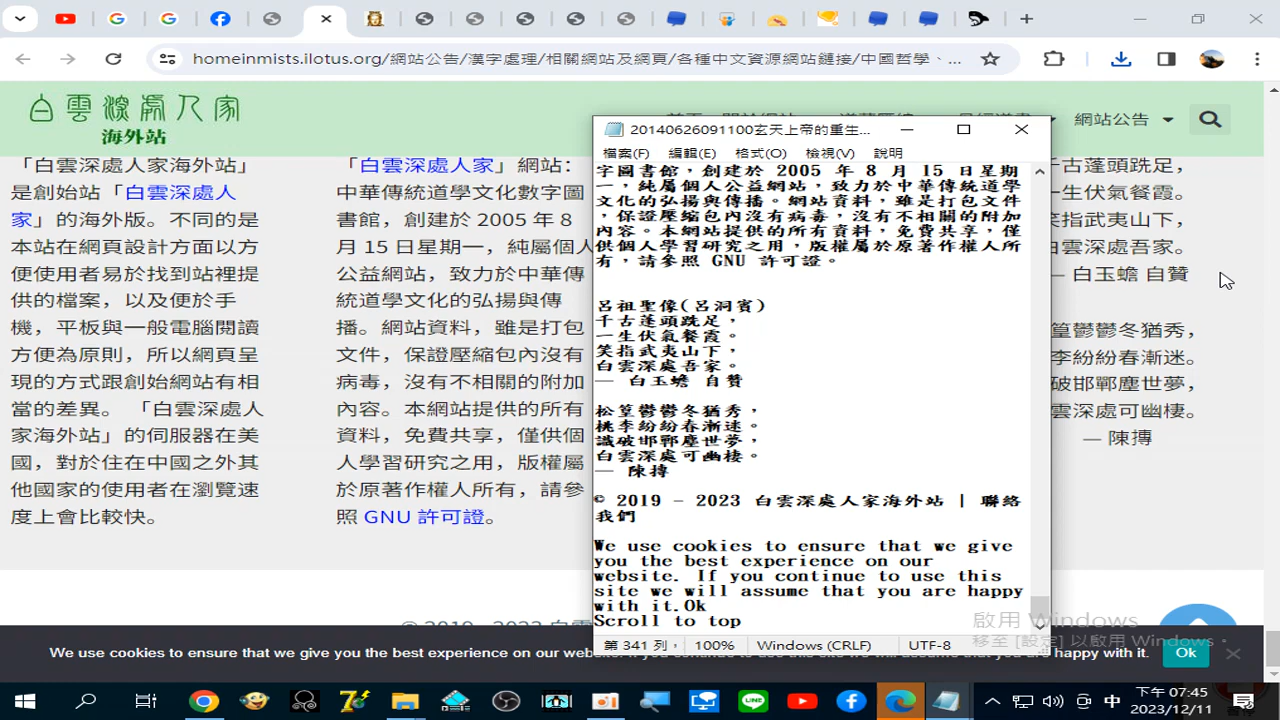 homeinmists.ilotus.org/網站公告/漢字處理/相關網站及網頁/各種中文資源網站鏈接/中國哲學、...
白雲深處人家
海外站
網站公告
「白雲深處人家海外站」
是創始站「白雲深處人
家」的海外版。不同的是
本站在網頁設計方面以方
便使用者易於找到站裡提
供的檔案，以及便於手
機，平板與一般電腦閱讀
方便為原則，所以網頁呈
現的方式跟創始網站有相
當的差異。「白雲深處人
家海外站」的伺服器在美
國，對於住在中國之外其
他國家的使用者在瀏覽速
度上會比較快。
「白雲深處人家」網站：
中華傳統道學文化數字圖
書館，創建於 2005 年 8
月 15 日星期一，純屬個人
公益網站，致力於中華傳
統道學文化的弘揚與傳
播。網站資料，雖是打包
文件，保證壓縮包內沒有
病毒，沒有不相關的附加
內容。本網站提供的所有
資料，免費共享，僅供個
人學習研究之用，版權屬
於原著作權人所有，請參
照 GNU 許可證。
20140626091100玄天上帝的重生...
檔案(F) 編輯(E) 格式(O) 檢視(V) 說明
字圖書館，創建於 2005 年 8 月 15 日星期
一，純屬個人公益網站，致力於中華傳統道學
文化的弘揚與傳播。網站資料，雖是打包文件
，保證壓縮包內沒有病毒，沒有不相關的附加
內容。本網站提供的所有資料，免費共享，僅
供個人學習研究之用，版權屬於原著作權人所
有，請參照 GNU 許可證。
呂祖聖像(呂洞賓)
千古蓬頭跣足，
一生伏氣餐霞。
笑指武夷山下，
白雲深處吾家。
— 白玉蟾 自贊
松篁鬱鬱冬猶秀，
桃李紛紛春漸迷。
識破邯鄲塵世夢，
白雲深處可幽棲。
— 陳摶
© 2019 - 2023 白雲深處人家海外站 | 聯絡
我們
We use cookies to ensure that we give
you the best experience on our
website. If you continue to use this
site we will assume that you are happy
with it.Ok
Scroll to top
第 341 列， 100% Windows (CRLF) UTF-8
千古蓬頭跣足，
一生伏氣餐霞。
笑指武夷山下，
白雲深處吾家。
— 白玉蟾 自贊
篁鬱鬱冬猶秀，
李紛紛春漸迷。
破邯鄲塵世夢，
雲深處可幽棲。
— 陳摶
啟用 Windows
移至 [設定] 以啟用 Windows。
We use cookies to ensure that we give you the best experience on our
happy with it.
Ok
中
下午 07:45
2023/12/11